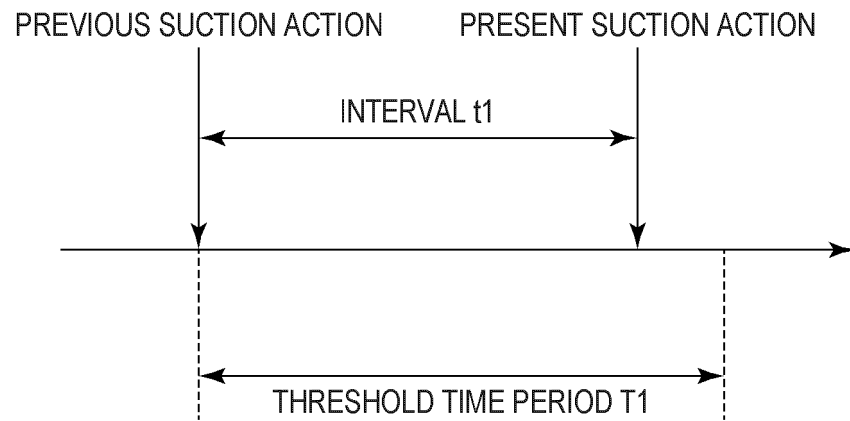 PREVIOUS SUCTION ACTION
PRESENT SUCTION ACTION
INTERVAL t1
THRESHOLD TIME PERIOD T1